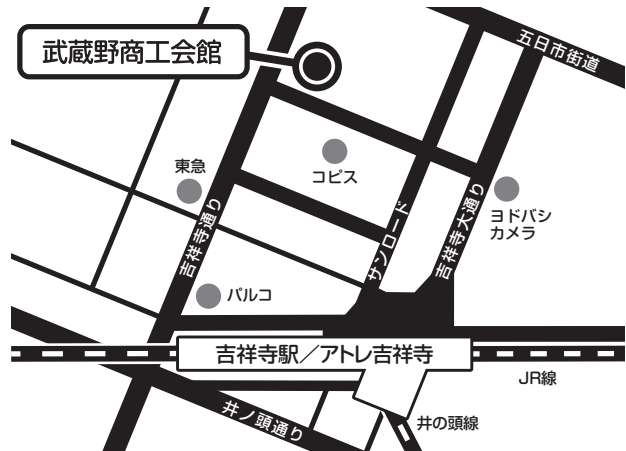 武蔵野商工会館
五日市街道
コピス
東急
ヨドバシ
カメラ
吉祥寺通り
サンロード
吉祥寺大通り
パルコ
吉祥寺駅／アトレ吉祥寺
JR線
井ノ頭通り
井の頭線